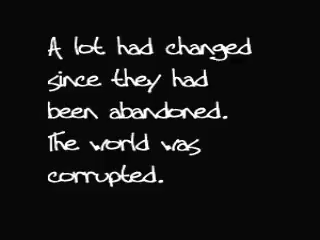 A lot had changed
since they had
been abandoned.
The world was
corrupted.